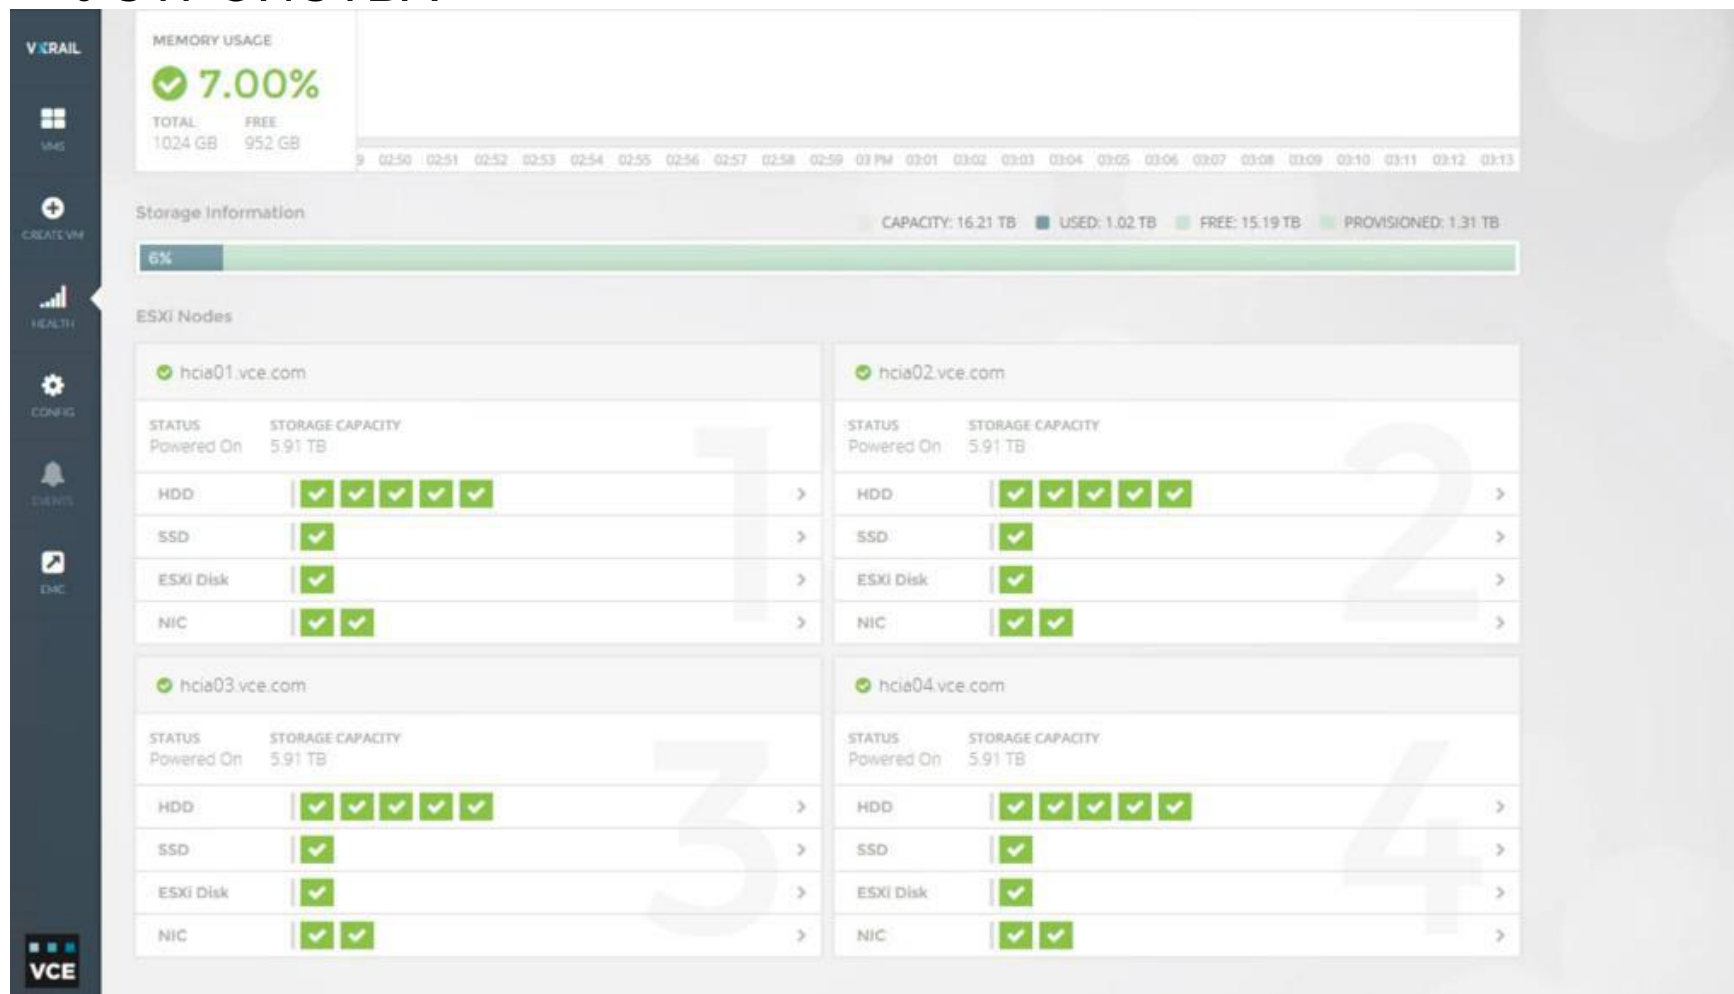 VXRAIL
VMS
CREATE VM
HEALTH
CONFIG
EVENTS
EMC
VCE
MEMORY USAGE
7.00%
TOTAL FREE
1024 GB 952 GB
9 02:50 02:51 02:52 02:53 02:54 02:55 02:56 02:57 02:58 02:59 03 PM 03:01 03:02 03:03 03:04 03:05 03:06 03:07 03:08 03:09 03:10 03:11 03:12 03:13
Storage Information
CAPACITY: 16.21 TB USED: 1.02 TB FREE: 15.19 TB PROVISIONED: 1.31 TB
6%
ESXi Nodes
hcia01.vce.com
STATUS STORAGE CAPACITY
Powered On 5.91 TB
1
HDD
SSD
ESXi Disk
NIC
hcia02.vce.com
STATUS STORAGE CAPACITY
Powered On 5.91 TB
2
HDD
SSD
ESXi Disk
NIC
hcia03.vce.com
STATUS STORAGE CAPACITY
Powered On 5.91 TB
3
HDD
SSD
ESXi Disk
NIC
hcia04.vce.com
STATUS STORAGE CAPACITY
Powered On 5.91 TB
4
HDD
SSD
ESXi Disk
NIC